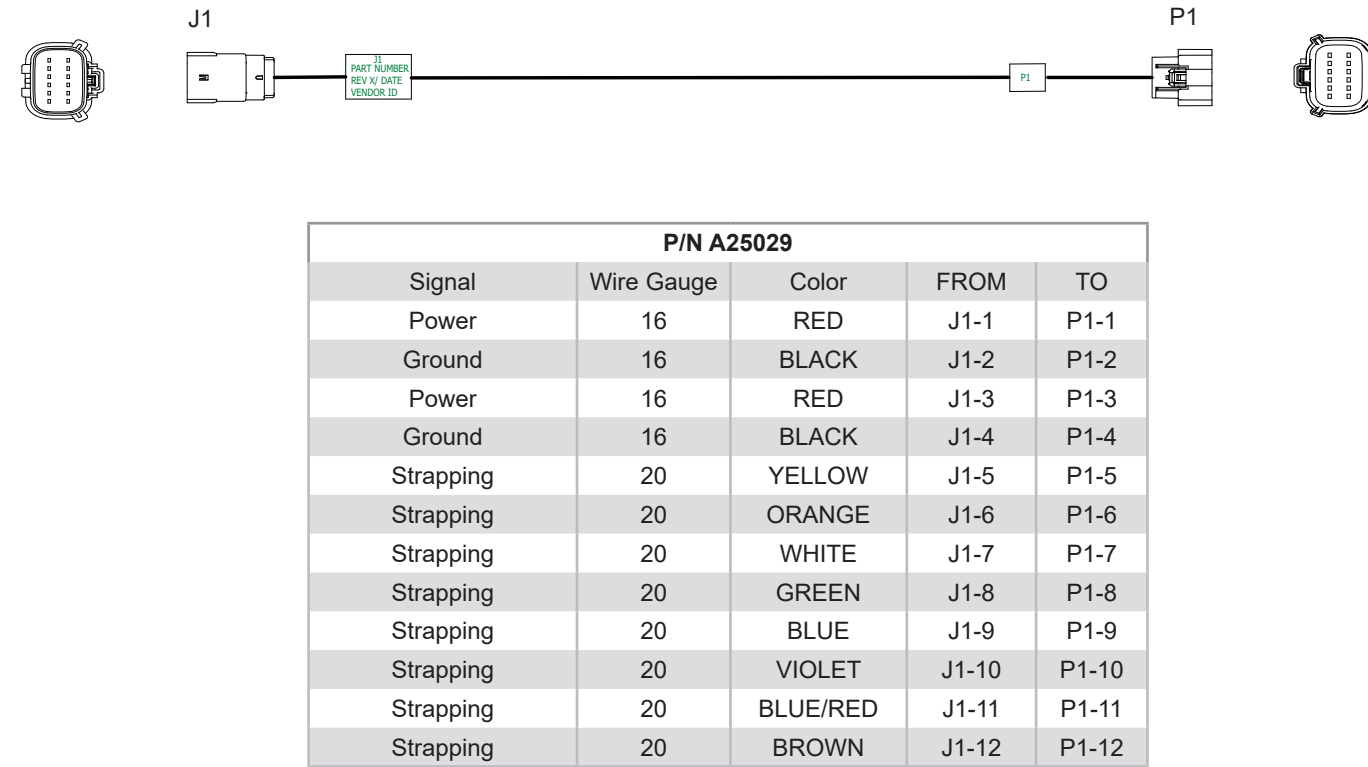 J1
P1
J1
PART NUMBER
REV X/ DATE
VENDOR ID
P1
P/N A25029
Signal Wire Gauge Color FROM TO
Power 16 RED J1-1 P1-1
Ground 16 BLACK J1-2 P1-2
Power 16 RED J1-3 P1-3
Ground 16 BLACK J1-4 P1-4
Strapping 20 YELLOW J1-5 P1-5
Strapping 20 ORANGE J1-6 P1-6
Strapping 20 WHITE J1-7 P1-7
Strapping 20 GREEN J1-8 P1-8
Strapping 20 BLUE J1-9 P1-9
Strapping 20 VIOLET J1-10 P1-10
Strapping 20 BLUE/RED J1-11 P1-11
Strapping 20 BROWN J1-12 P1-12